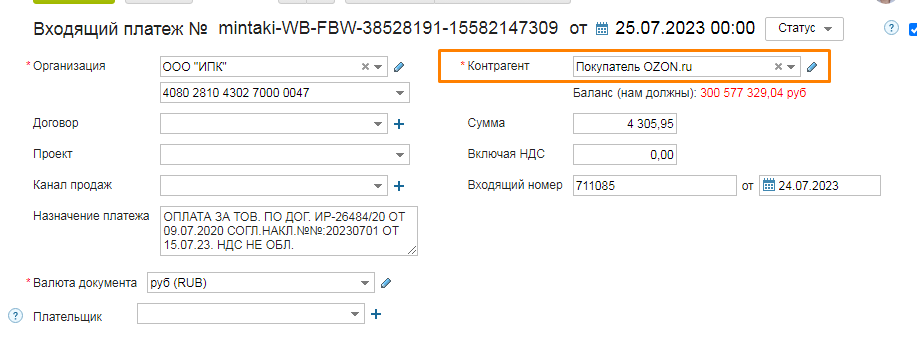 Входящий платеж № mintaki-WB-FBW-38528191-15582147309 от 25.07.2023 00:00 Статус
* Организация ООО "ИПК" * Контрагент Покупатель OZON.ru
4080 2810 4302 7000 0047 Баланс (нам должны): 300 577 329,04 руб
Договор Сумма 4 305,95
Проект Включая НДС 0,00
Канал продаж Входящий номер 711085 от 24.07.2023
Назначение платежа ОПЛАТА ЗА ТОВ. ПО ДОГ. ИР-26484/20 ОТ
09.07.2020 СОГЛ.НАКЛ.№№:20230701 ОТ
15.07.23. НДС НЕ ОБЛ.
* Валюта документа руб (RUB)
? Плательщик